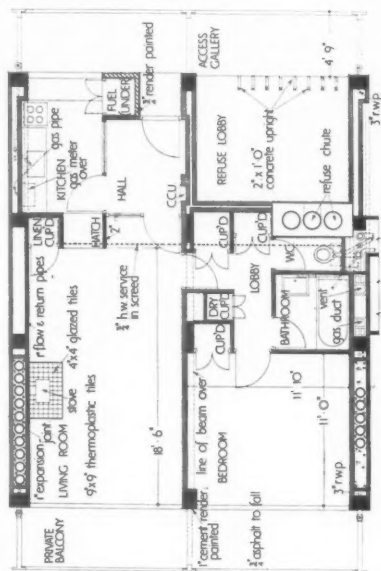 PRIVATE
BALCONY
1" expansion joint
LIVING ROOM
9"x9" thermoplastic tiles
stove
1" flow & return pipes
4"x4" glazed tiles
LINEN
CUP'D
HATCH
2"
KITCHEN
gas pipe
gas meter
over
HALL
FUEL
(UNDER)
¾" render painted
ACCESS
GALLERY
CCU
18'. 6"
¾" h.w service
in screed
1" cement render
painted
¾" asphalt to fall
line of beam over
BEDROOM
CUP'D
DRY
CUP'D
CUP'D
CUP'D
LOBBY
WC
BATHROOM
vent
gas duct
11'. 10"
11'. 0"
3" r w p
REFUSE LOBBY
2" x 1'. 0"
concrete upright
refuse chute
4'. 9"
3" r w p